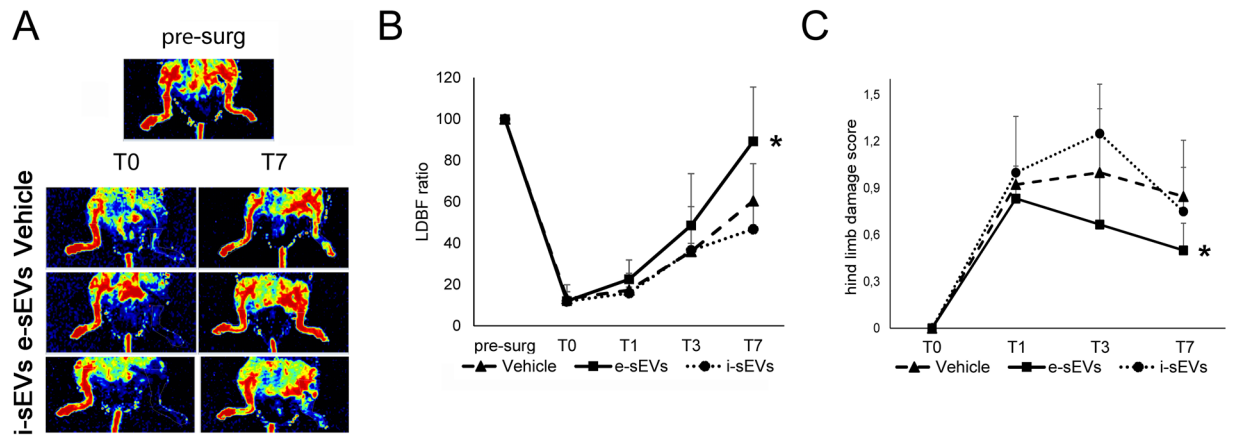 A
pre-surg
T0
T7
Vehicle
e-sEVs
i-sEVs
B
LDBF ratio
120
100
80
60
40
20
0
*
pre-surg
T0
T1
T3
T7
Vehicle
e-sEVs
i-sEVs
C
hind limb damage score
1,5
1,2
0,9
0,6
0,3
0
*
T0
T1
T3
T7
Vehicle
e-sEVs
i-sEVs